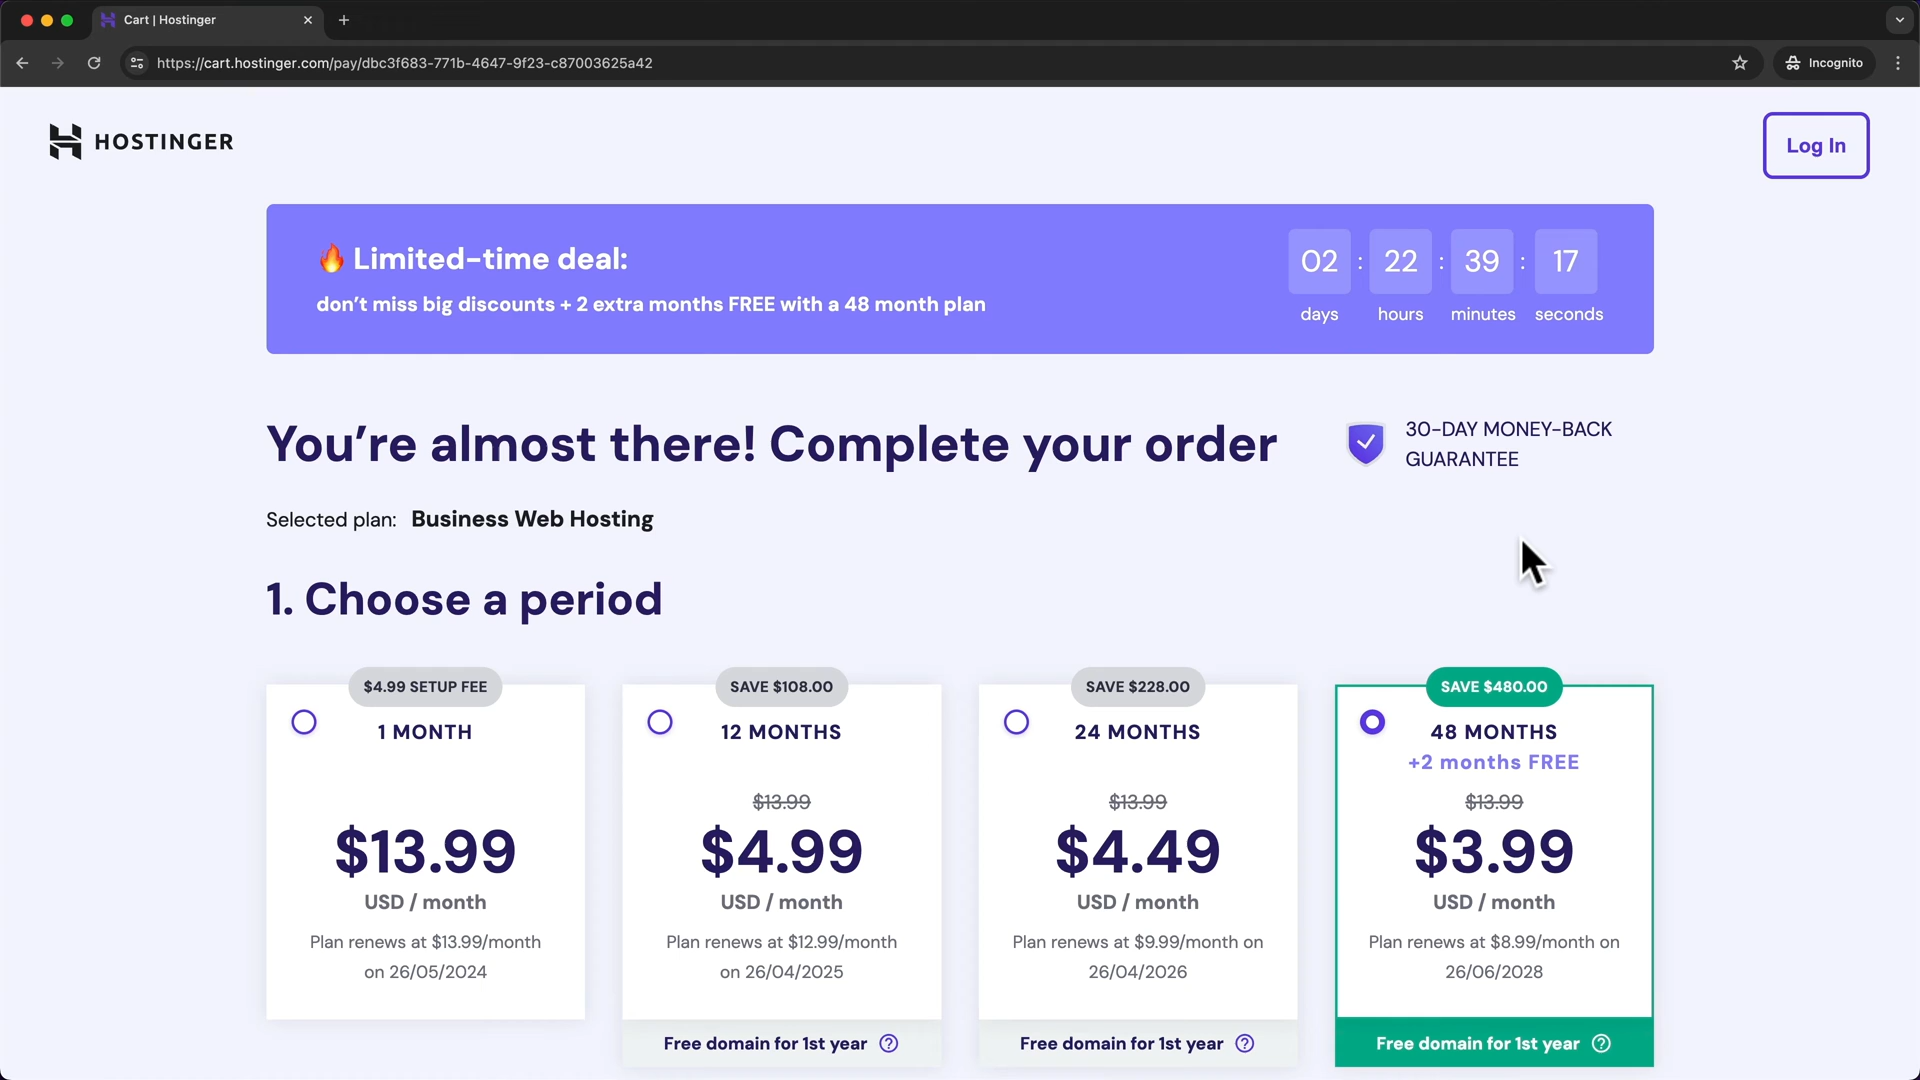 Cart | Hostinger
https://cart.hostinger.com/pay/dbc3f683-771b-4647-9f23-c87003625a42
Incognito
HOSTINGER
Log In
🔥 Limited-time deal:
don't miss big discounts + 2 extra months FREE with a 48 month plan
02 : 22 : 39 : 17
days hours minutes seconds
You're almost there! Complete your order
30-DAY MONEY-BACK
GUARANTEE
Selected plan: Business Web Hosting
1. Choose a period
$4.99 SETUP FEE
1 MONTH
$13.99
USD / month
Plan renews at $13.99/month
on 26/05/2024
SAVE $108.00
12 MONTHS
$13.99
$4.99
USD / month
Plan renews at $12.99/month
on 26/04/2025
Free domain for 1st year ?
SAVE $228.00
24 MONTHS
$13.99
$4.49
USD / month
Plan renews at $9.99/month on
26/04/2026
Free domain for 1st year ?
SAVE $480.00
48 MONTHS
+2 months FREE
$13.99
$3.99
USD / month
Plan renews at $8.99/month on
26/06/2028
Free domain for 1st year ?